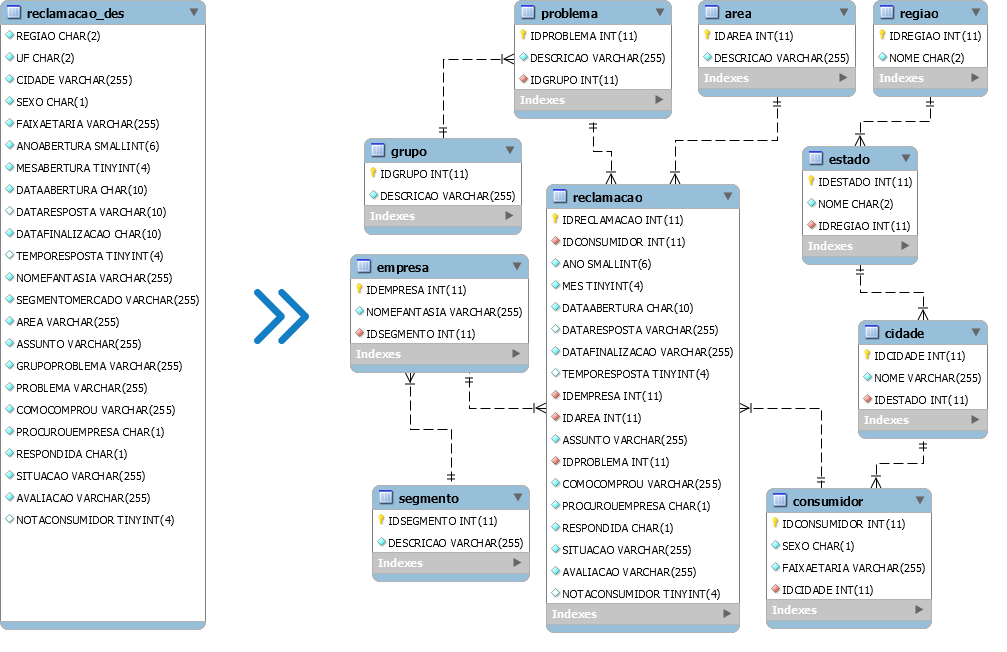 reclamacao_des
REGIAO CHAR(2)
UF CHAR(2)
CIDADE VARCHAR(255)
SEXO CHAR(1)
FAIXAETARIA VARCHAR(255)
ANOABERTURA SMALLINT(6)
MESABERTURA TINYINT(4)
DATAABERTURA CHAR(10)
DATARESPOSTA VARCHAR(10)
DATAFINALIZACAO CHAR(10)
TEMPORESPOSTA TINYINT(4)
NOMEFANTASIA VARCHAR(255)
SEGMENTOMERCADO VARCHAR(255)
AREA VARCHAR(255)
ASSUNTO VARCHAR(255)
GRUPOPROBLEMA VARCHAR(255)
PROBLEMA VARCHAR(255)
COMOCOMPROU VARCHAR(255)
PROCUROUEMPRESA CHAR(1)
RESPONDIDA CHAR(1)
SITUACAO VARCHAR(255)
AVALIACAO VARCHAR(255)
NOTACONSUMIDOR TINYINT(4)
problema
IDPROBLEMA INT(11)
DESCRICAO VARCHAR(255)
IDGRUPO INT(11)
Indexes
area
IDAREA INT(11)
DESCRICAO VARCHAR(255)
Indexes
regiao
IDREGIAO INT(11)
NOME CHAR(2)
Indexes
grupo
IDGRUPO INT(11)
DESCRICAO VARCHAR(255)
Indexes
estado
IDESTADO INT(11)
NOME CHAR(2)
IDREGIAO INT(11)
Indexes
empresa
IDEMPRESA INT(11)
NOMEFANTASIA VARCHAR(255)
IDSEGMENTO INT(11)
Indexes
reclamacao
IDRECLAMACAO INT(11)
IDCONSUMIDOR INT(11)
ANO SMALLINT(6)
MES TINYINT(4)
DATAABERTURA CHAR(10)
DATARESPOSTA VARCHAR(255)
DATAFINALIZACAO VARCHAR(255)
TEMPORESPOSTA TINYINT(4)
IDEMPRESA INT(11)
IDAREA INT(11)
ASSUNTO VARCHAR(255)
IDPROBLEMA INT(11)
COMOCOMPROU VARCHAR(255)
PROCUROUEMPRESA CHAR(1)
RESPONDIDA CHAR(1)
SITUACAO VARCHAR(255)
AVALIACAO VARCHAR(255)
NOTACONSUMIDOR TINYINT(4)
Indexes
cidade
IDCIDADE INT(11)
NOME VARCHAR(255)
IDESTADO INT(11)
Indexes
segmento
IDSEGMENTO INT(11)
DESCRICAO VARCHAR(255)
Indexes
consumidor
IDCONSUMIDOR INT(11)
SEXO CHAR(1)
FAIXAETARIA VARCHAR(255)
IDCIDADE INT(11)
Indexes